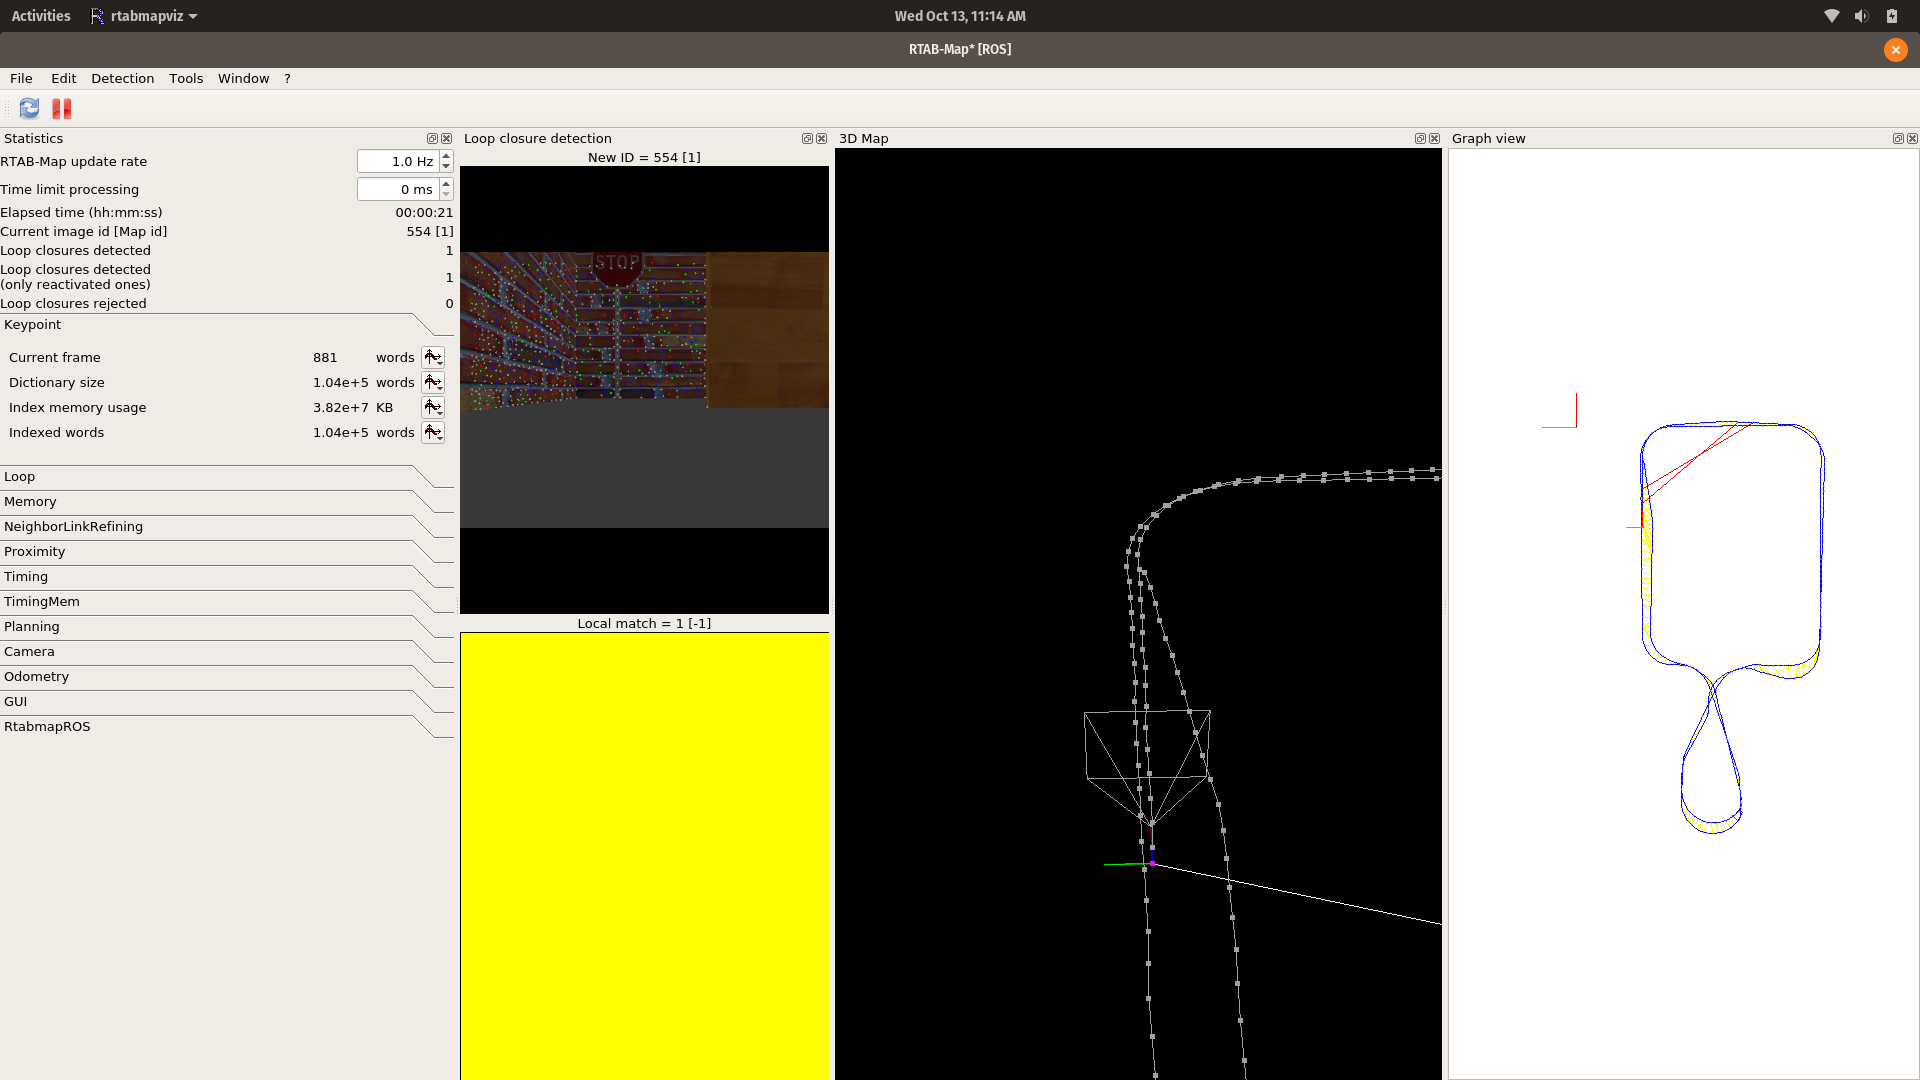 Activities
rtabmapviz
Wed Oct 13, 11:14 AM
RTAB-Map* [ROS]
File Edit Detection Tools Window ?
Statistics
RTAB-Map update rate 1.0 Hz
Time limit processing 0 ms
Elapsed time (hh:mm:ss) 00:00:21
Current image id [Map id] 554 [1]
Loop closures detected 1
Loop closures detected
(only reactivated ones) 1
Loop closures rejected 0
Keypoint
Current frame 881 words
Dictionary size 1.04e+5 words
Index memory usage 3.82e+7 KB
Indexed words 1.04e+5 words
Loop
Memory
NeighborLinkRefining
Proximity
Timing
TimingMem
Planning
Camera
Odometry
GUI
RtabmapROS
Loop closure detection
New ID = 554 [1]
STOP
Local match = 1 [-1]
3D Map
Graph view